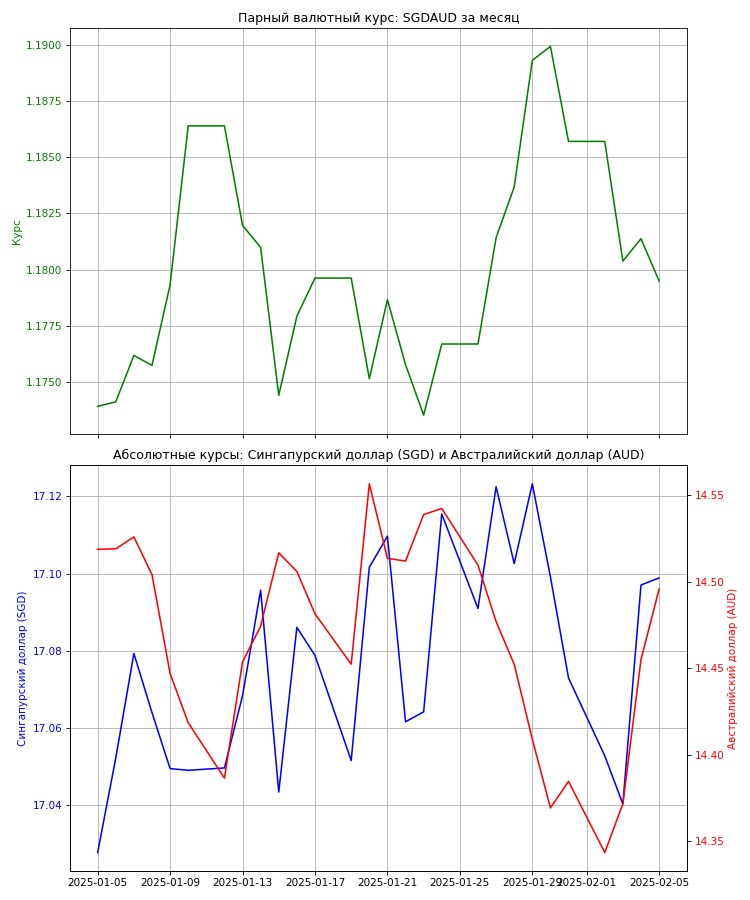 Парный валютный курс: SGDAUD за месяц
1.1900
1.1875
1.1850
1.1825
1.1800
1.1775
1.1750
Курс
Абсолютные курсы: Сингапурский доллар (SGD) и Австралийский доллар (AUD)
17.12
17.10
17.08
17.06
17.04
Сингапурский доллар (SGD)
14.55
14.50
14.45
14.40
14.35
Австралийский доллар (AUD)
2025-01-05 2025-01-09 2025-01-13 2025-01-17 2025-01-21 2025-01-25 2025-01-29 2025-02-01 2025-02-05